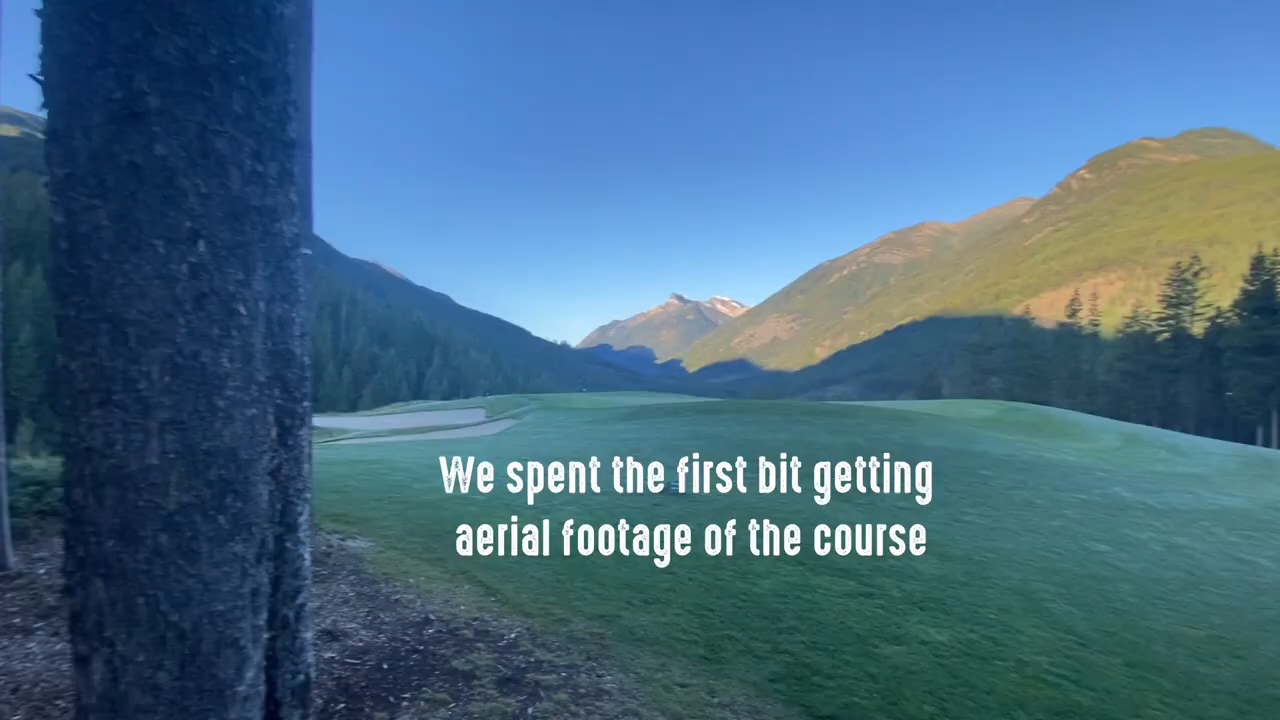 We spent the first bit getting
aerial footage of the course